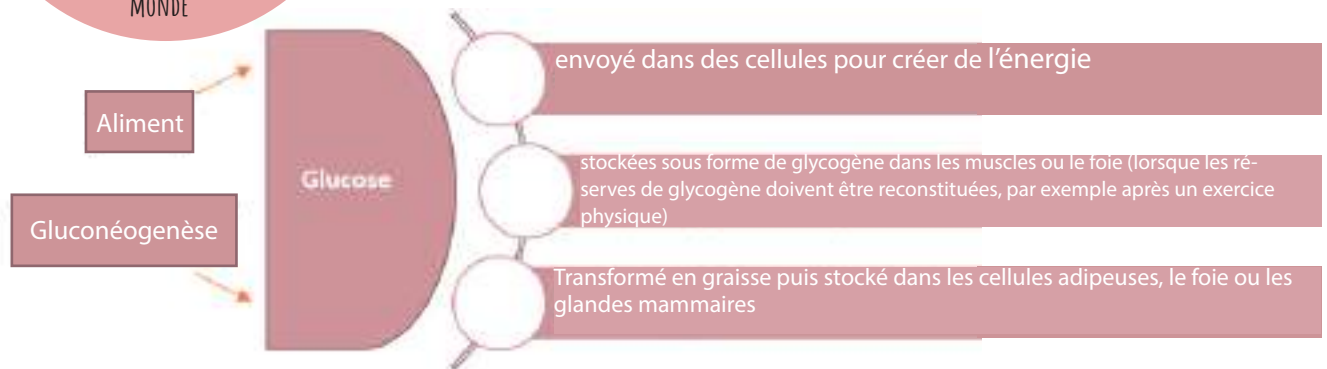 MONDE
Aliment
Gluconéogenèse
Glucose
envoyé dans des cellules pour créer de l’énergie
stockées sous forme de glycogène dans les muscles ou le foie (lorsque les ré-
serves de glycogène doivent être reconstituées, par exemple après un exercice
physique)
Transformé en graisse puis stocké dans les cellules adipeuses, le foie ou les
glandes mammaires